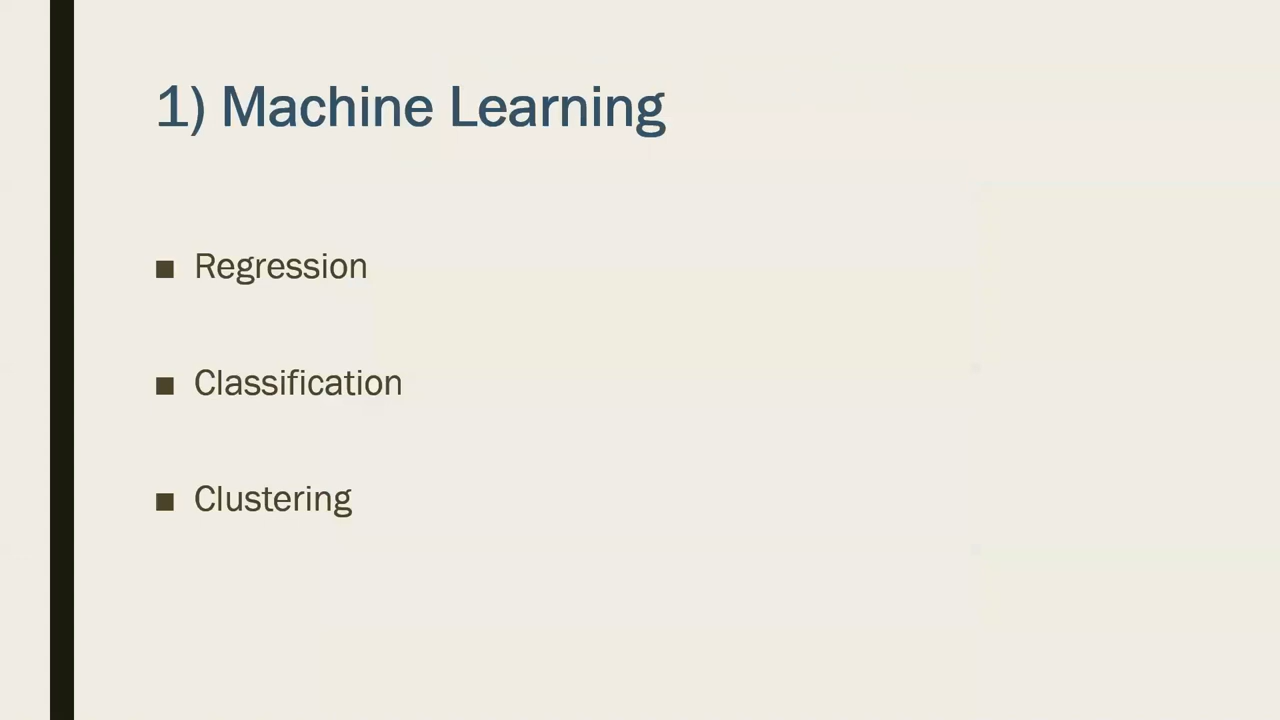 1) Machine Learning
■ Regression
■ Classification
■ Clustering